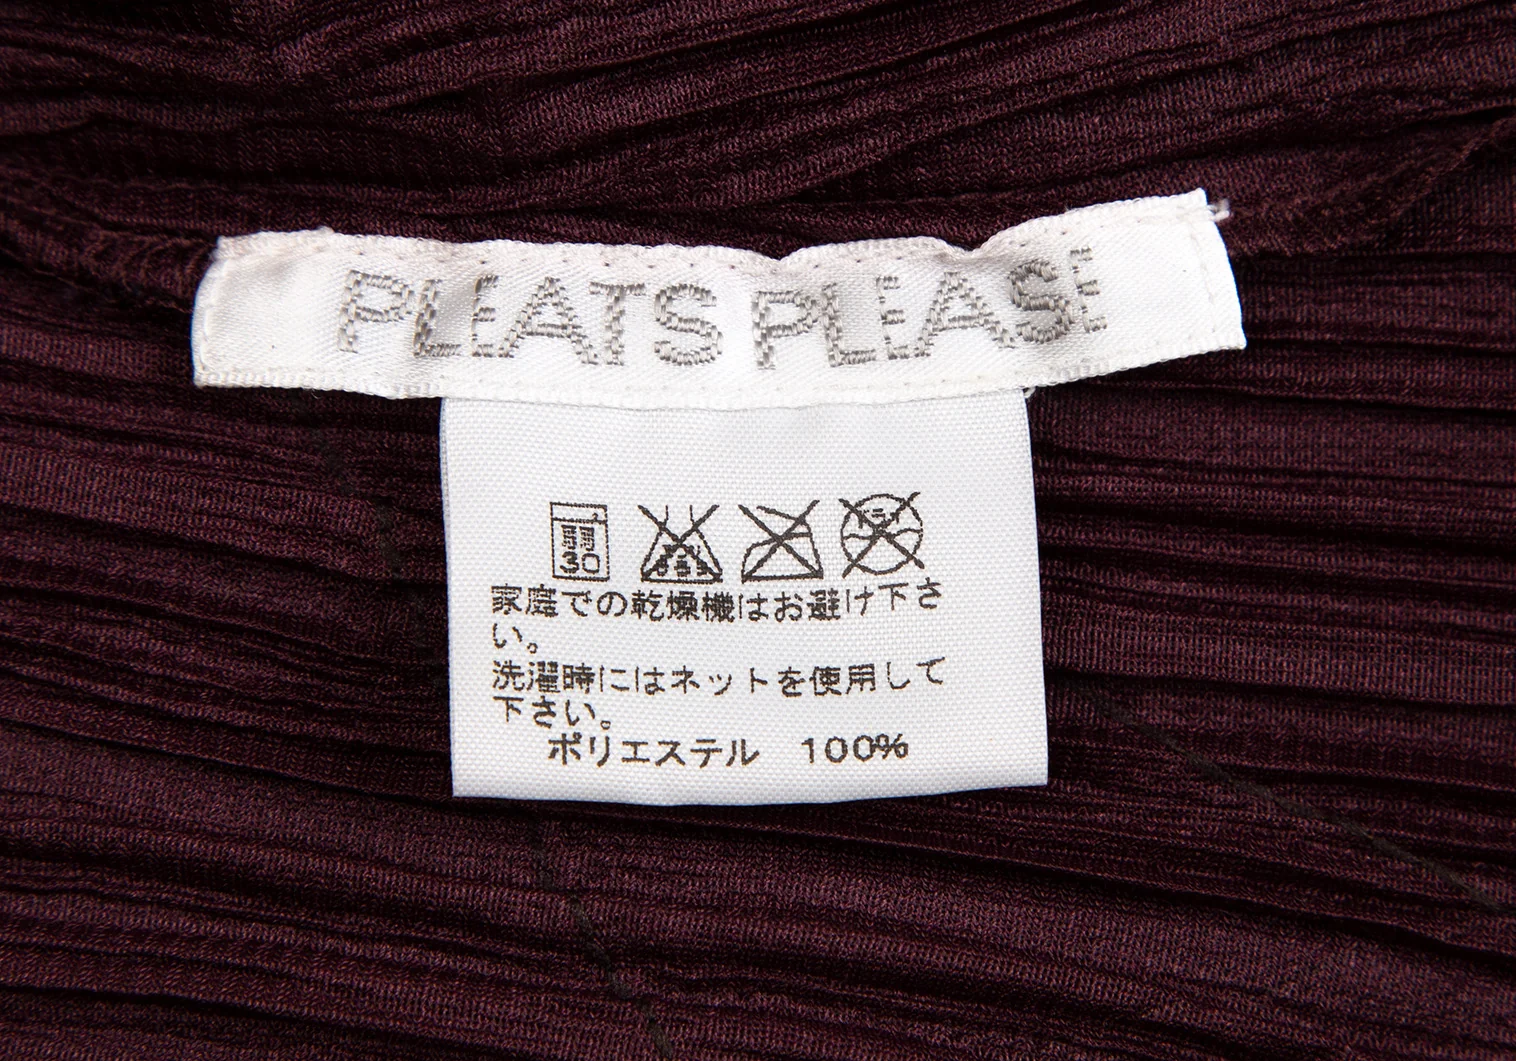 PLEATS PLEASE
弱
30
家庭での乾燥機はお避け下さ
い。
洗濯時にはネットを使用して
下さい。
ポリエステル 100%